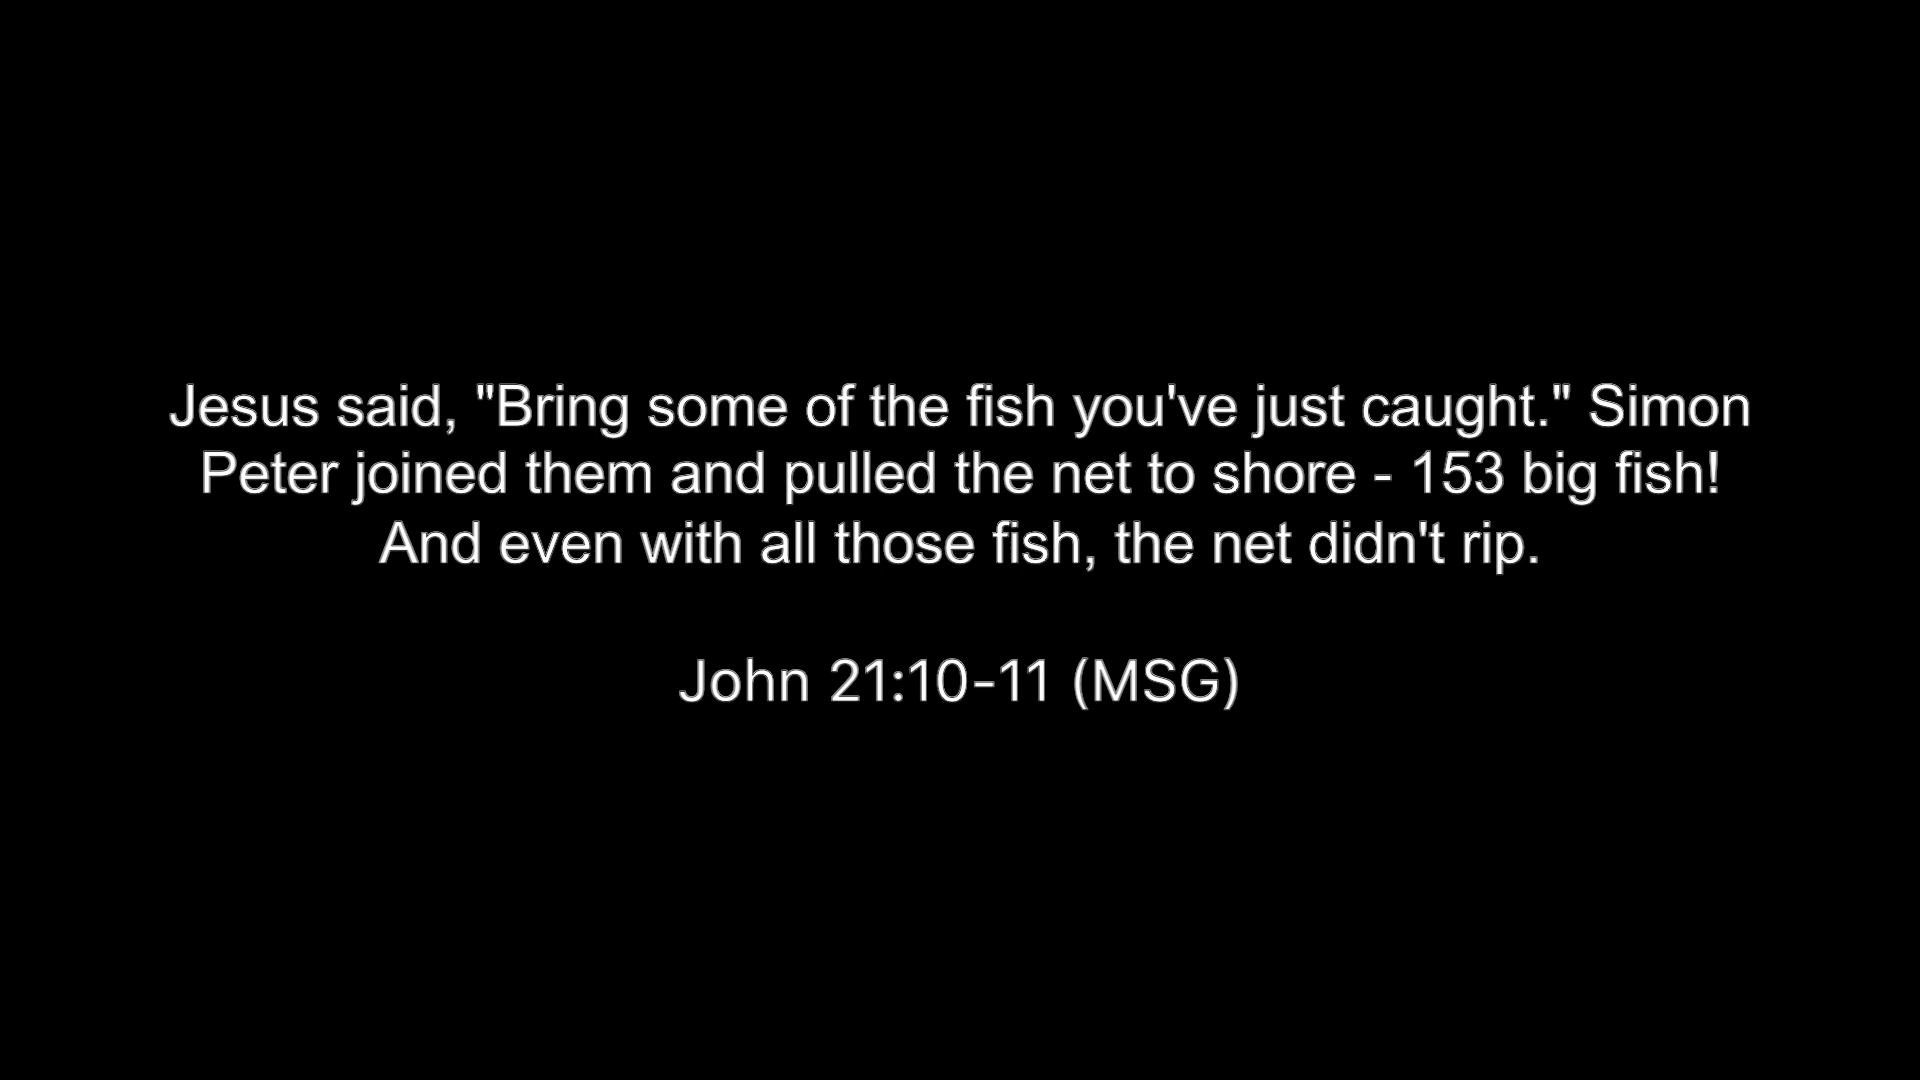 Jesus said, "Bring some of the fish you've just caught." Simon
Peter joined them and pulled the net to shore - 153 big fish!
And even with all those fish, the net didn't rip.
John 21:10-11 (MSG)